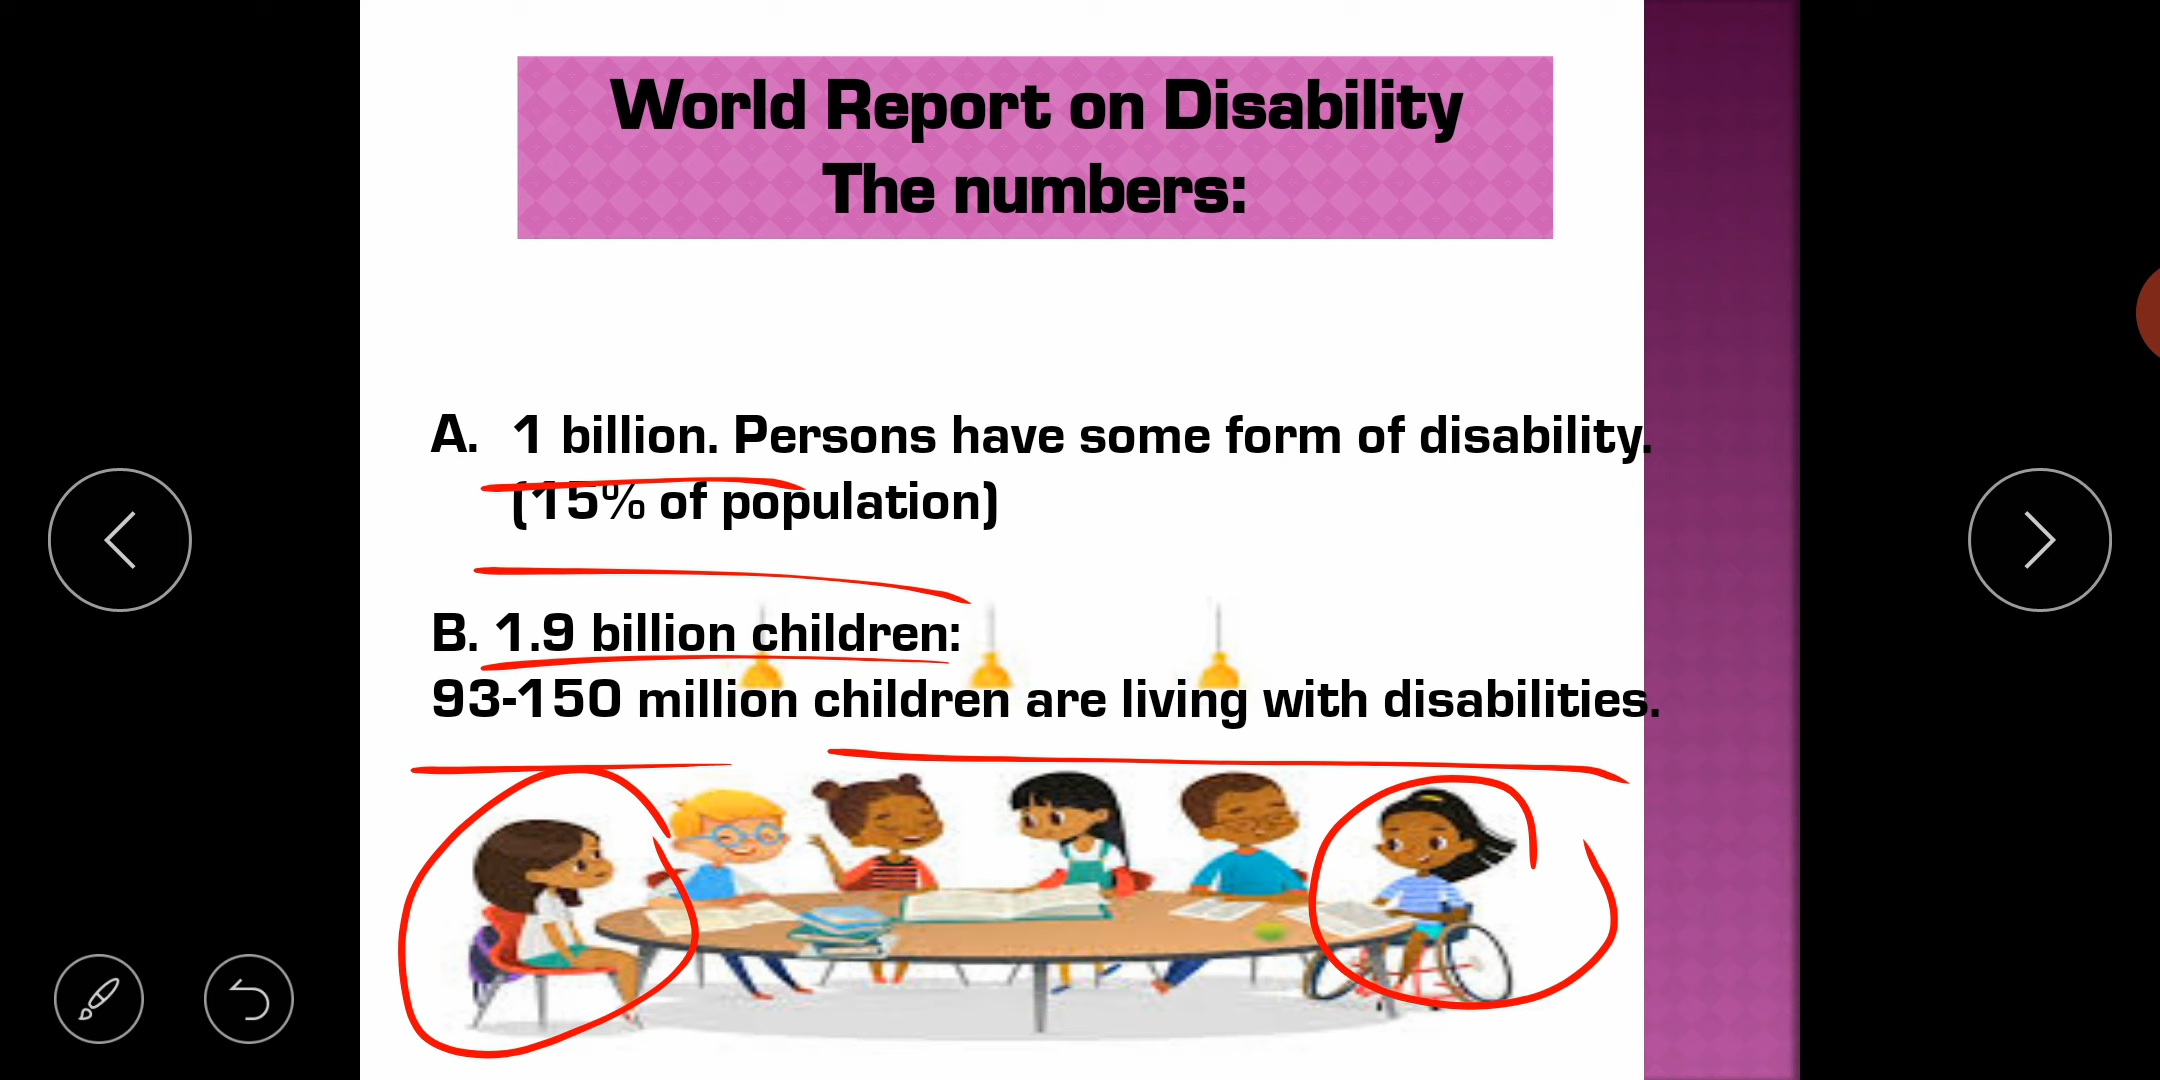 World Report on Disability
The numbers:
A. 1 billion. Persons have some form of disability.
(15% of population)
B. 1.9 billion children:
93-150 million children are living with disabilities.